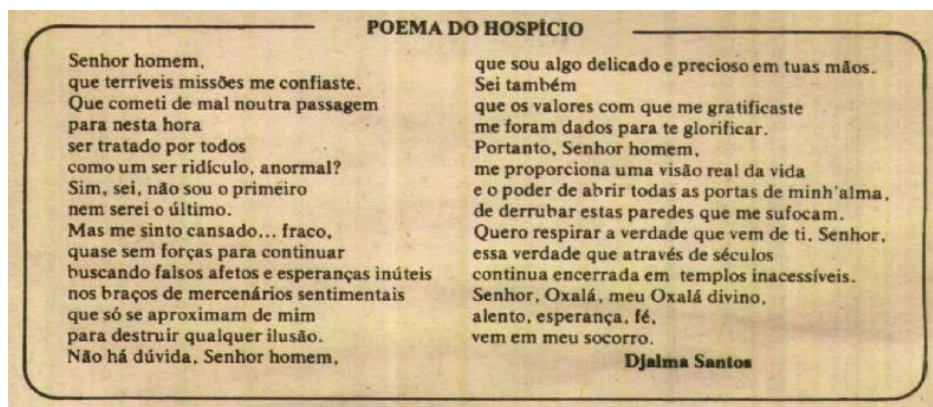 POEMA DO HOSPÍCIO
Senhor homem,
que terríveis missões me confiaste.
Que cometi de mal noutra passagem
para nesta hora
ser tratado por todos
como um ser ridículo, anormal?
Sim, sei, não sou o primeiro
nem serei o último.
Mas me sinto cansado... fraco,
quase sem forças para continuar
buscando falsos afetos e esperanças inúteis
nos braços de mercenários sentimentais
que só se aproximam de mim
para destruir qualquer ilusão.
Não há dúvida, Senhor homem,
que sou algo delicado e precioso em tuas mãos.
Sei também
que os valores com que me gratificaste
me foram dados para te glorificar.
Portanto, Senhor homem,
me proporciona uma visão real da vida
e o poder de abrir todas as portas de minh'alma,
de derrubar estas paredes que me sufocam.
Quero respirar a verdade que vem de ti, Senhor,
essa verdade que através de séculos
continua encerrada em templos inacessíveis.
Senhor, Oxalá, meu Oxalá divino,
alento, esperança, fé,
vem em meu socorro.
Djalma Santos